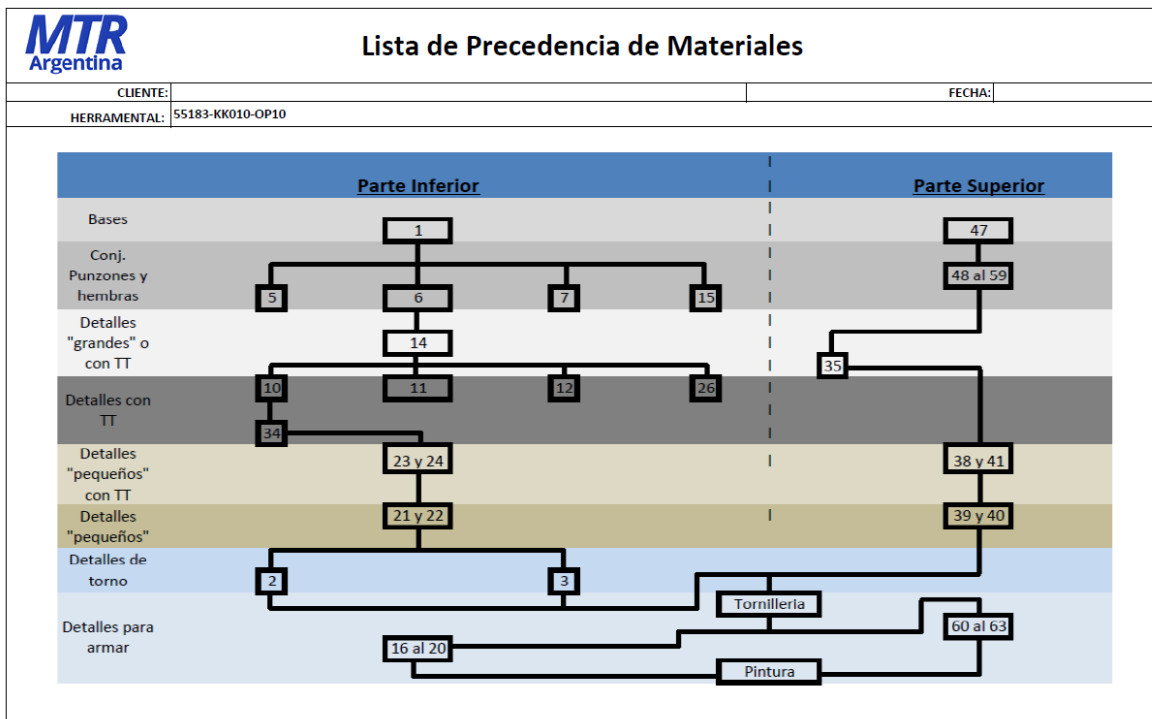 MTR
Argentina
Lista de Precedencia de Materiales
CLIENTE:
FECHA:
HERRAMENTAL: 55183-KK010-OP10
Parte Inferior
Parte Superior
Bases
1
47
Conj.
Punzones y
hembras
5
6
7
15
48 al 59
Detalles
"grandes" o
con TT
14
35
Detalles con
TT
10
11
12
26
34
Detalles
"pequeños"
con TT
23 y 24
38 y 41
Detalles
"pequeños"
21 y 22
39 y 40
Detalles de
torno
2
3
Detalles para
armar
Tornilleria
16 al 20
60 al 63
Pintura